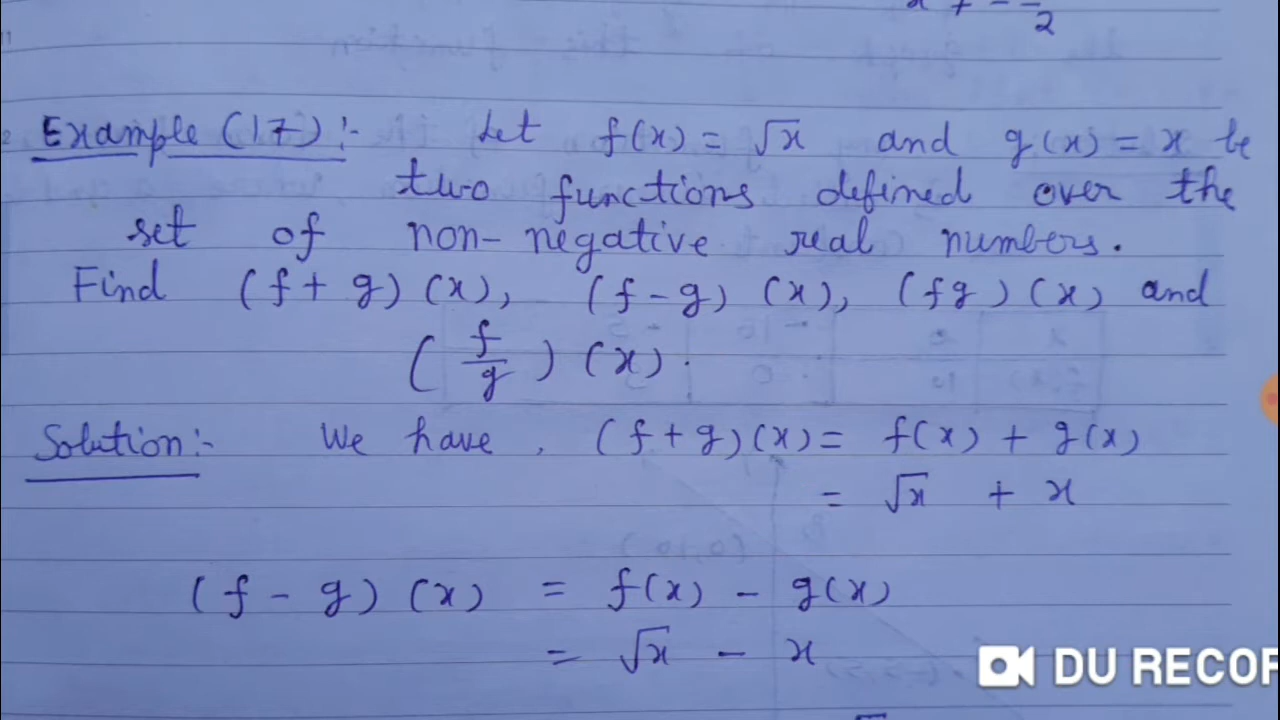 2
Example (17) :- Let f(x) = √x and g(x) = x be
two functions defined over the
set of non-negative real numbers.
Find (f + g) (x), (f - g) (x), (fg) (x) and
(f/g) (x).
Solution:- We have, (f + g) (x) = f(x) + g(x)
= √x + x
(f - g) (x) = f(x) - g(x)
= √x - x
DU RECOR